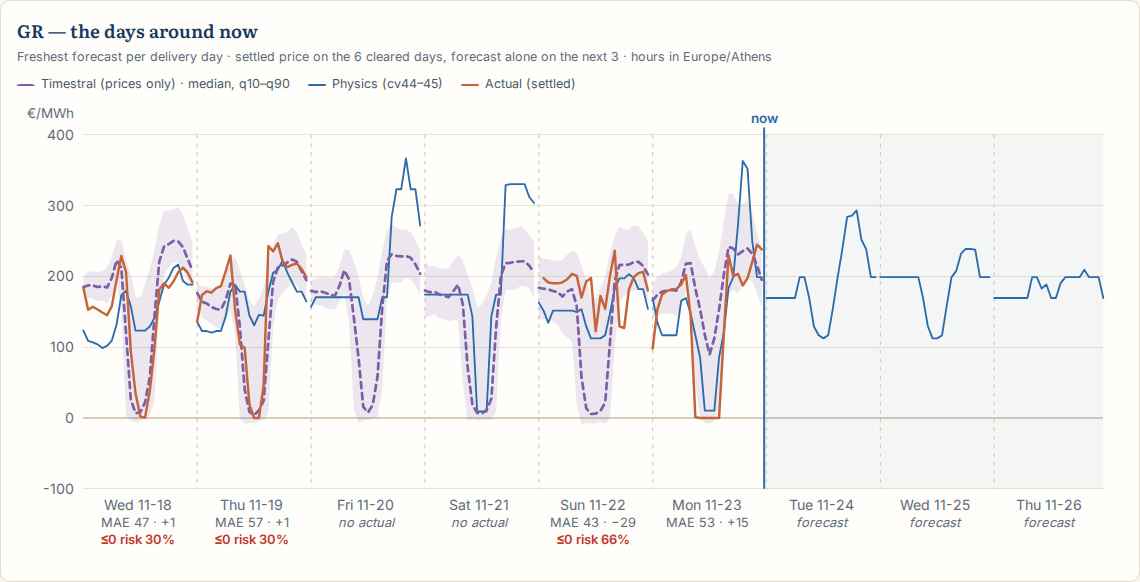 GR — the days around now
Freshest forecast per delivery day · settled price on the 6 cleared days, forecast alone on the next 3 · hours in Europe/Athens
Timestral (prices only) · median, q10–q90 Physics (cv44–45) Actual (settled)
€/MWh
now
400
300
200
100
0
-100
Wed 11-18 Thu 11-19 Fri 11-20 Sat 11-21 Sun 11-22 Mon 11-23 Tue 11-24 Wed 11-25 Thu 11-26
MAE 47 · +1 MAE 57 · +1 no actual no actual MAE 43 · −29 MAE 53 · +15 forecast forecast forecast
≤0 risk 30% ≤0 risk 30% ≤0 risk 66%